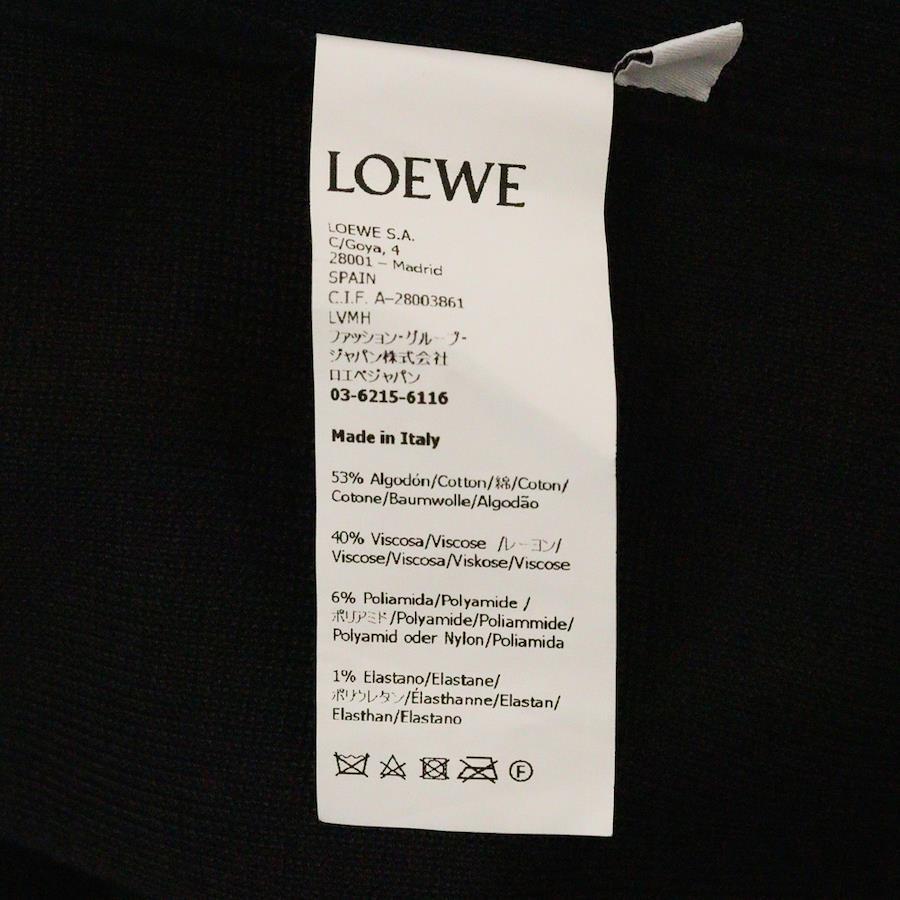 LOEWE
LOEWE S.A.
C/Goya, 4
28001 – Madrid
SPAIN
C.I.F. A-28003861
LVMH
ファッション・グループ・
ジャパン株式会社
ロエベジャパン
03-6215-6116
Made in Italy
53% Algodón/Cotton/綿/Coton/
Cotone/Baumwolle/Algodão
40% Viscosa/Viscose /レーヨン/
Viscose/Viscosa/Viskose/Viscose
6% Poliamida/Polyamide /
ポリアミド/Polyamide/Poliammide/
Polyamid oder Nylon/Poliamida
1% Elastano/Elastane/
ポリウレタン/Élasthanne/Elastan/
Elasthan/Elastano
F